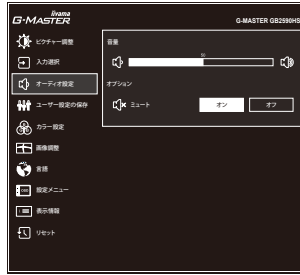 iiyama
G-MASTER
G-MASTER GB2590HS
ピクチャー調整
入力選択
オーディオ設定
ユーザー設定の保存
カラー設定
画像調整
言語
設定メニュー
表示情報
リセット
音量
50
オプション
ミュート
オン
オフ